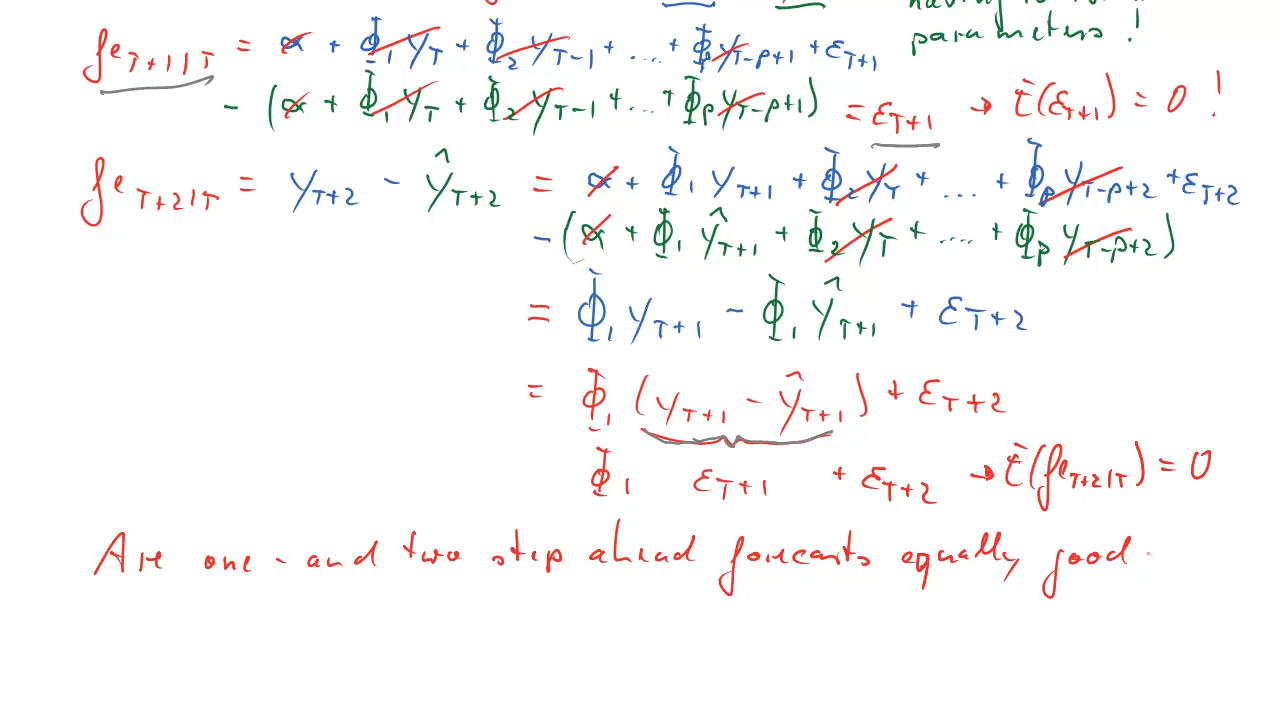 parameters !
fe_{T+1|T} = α + Φ_1 y_T + Φ_2 y_{T-1} + .... + Φ_p y_{T-p+1} + ε_{T+1}
- (α + Φ_1 y_T + Φ_2 y_{T-1} + ... + Φ_p y_{T-p+1}) = ε_{T+1} → E(ε_{T+1}) = 0 !
fe_{T+2|T} = y_{T+2} - ŷ_{T+2} = α + Φ_1 y_{T+1} + Φ_2 y_T + ... + Φ_p y_{T-p+2} + ε_{T+2}
- (α + Φ_1 ŷ_{T+1} + Φ_2 y_T + .... + Φ_p y_{T-p+2})
= Φ_1 y_{T+1} - Φ_1 ŷ_{T+1} + ε_{T+2}
= Φ_1 (y_{T+1} - ŷ_{T+1}) + ε_{T+2}
Φ_1 ε_{T+1} + ε_{T+2} → E(fe_{T+2|T}) = 0
Are one - and two step ahead forecasts equally good